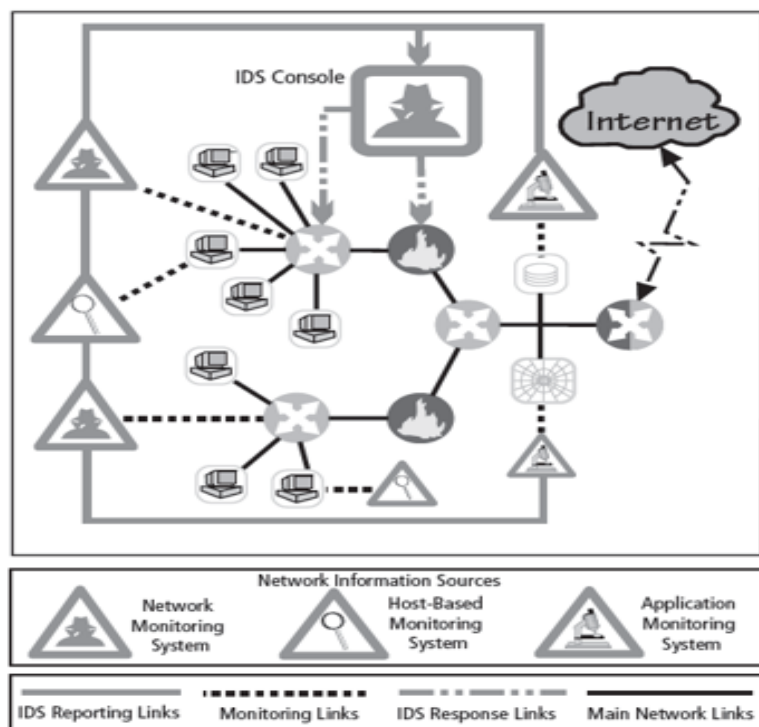 IDS Console
Internet
Network Information Sources
Network
Monitoring
System
Host-Based
Monitoring
System
Application
Monitoring
System
IDS Reporting Links
Monitoring Links
IDS Response Links
Main Network Links